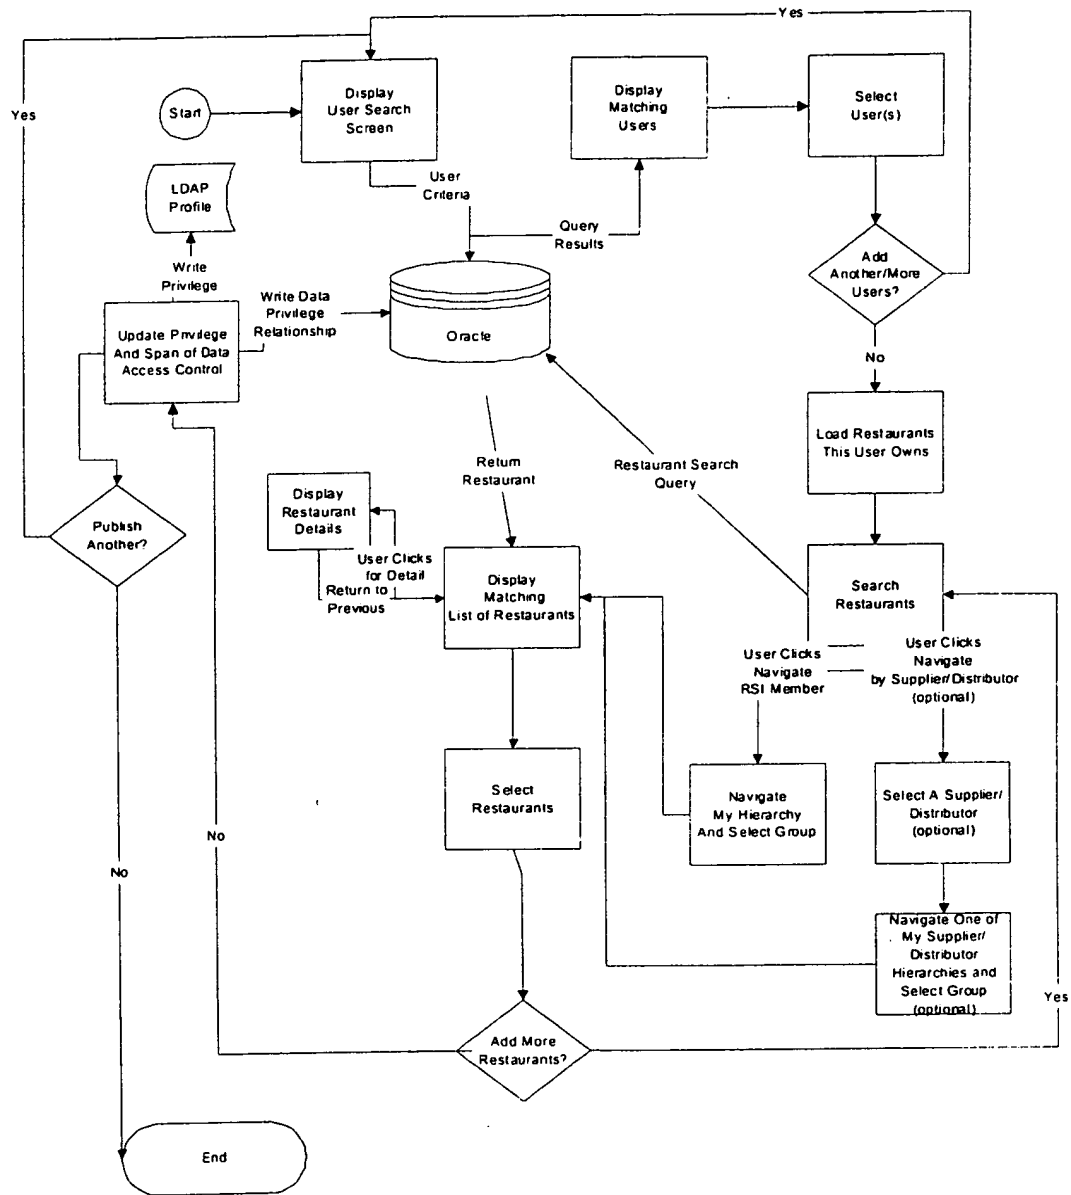 Yes
Yes
Start
Display
User Search
Screen
Display
Matching
Users
Select
User(s)
LDAP
Profile
User
Criteria
Query
Results
Write
Privilege
Add
Another/More
Users?
Write Data
Privilege
Relationship
Oracle
Update Privilege
And Span of Data
Access Control
No
Load Restaurants
This User Owns
Return
Restaurant
Restaurant Search
Query
Display
Restaurant
Details
Publish
Another?
User Clicks
for Detail
Return to
Previous
Display
Matching
List of Restaurants
Search
Restaurants
User Clicks
Navigate
RSI Member
User Clicks
Navigate
by Supplier/Distributor
(optional)
Select
Restaurants
Navigate
My Hierarchy
And Select Group
Select A Supplier/
Distributor
(optional)
No
No
Navigate One of
My Supplier/
Distributor
Hierarchies and
Select Group
(optional)
Yes
Add More
Restaurants?
End